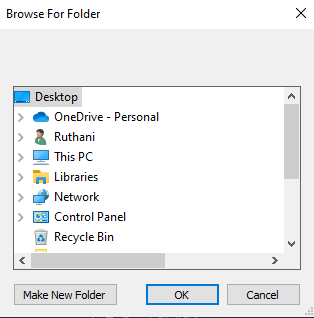 Browse For Folder
Desktop
OneDrive - Personal
Ruthani
This PC
Libraries
Network
Control Panel
Recycle Bin
Make New Folder
OK
Cancel